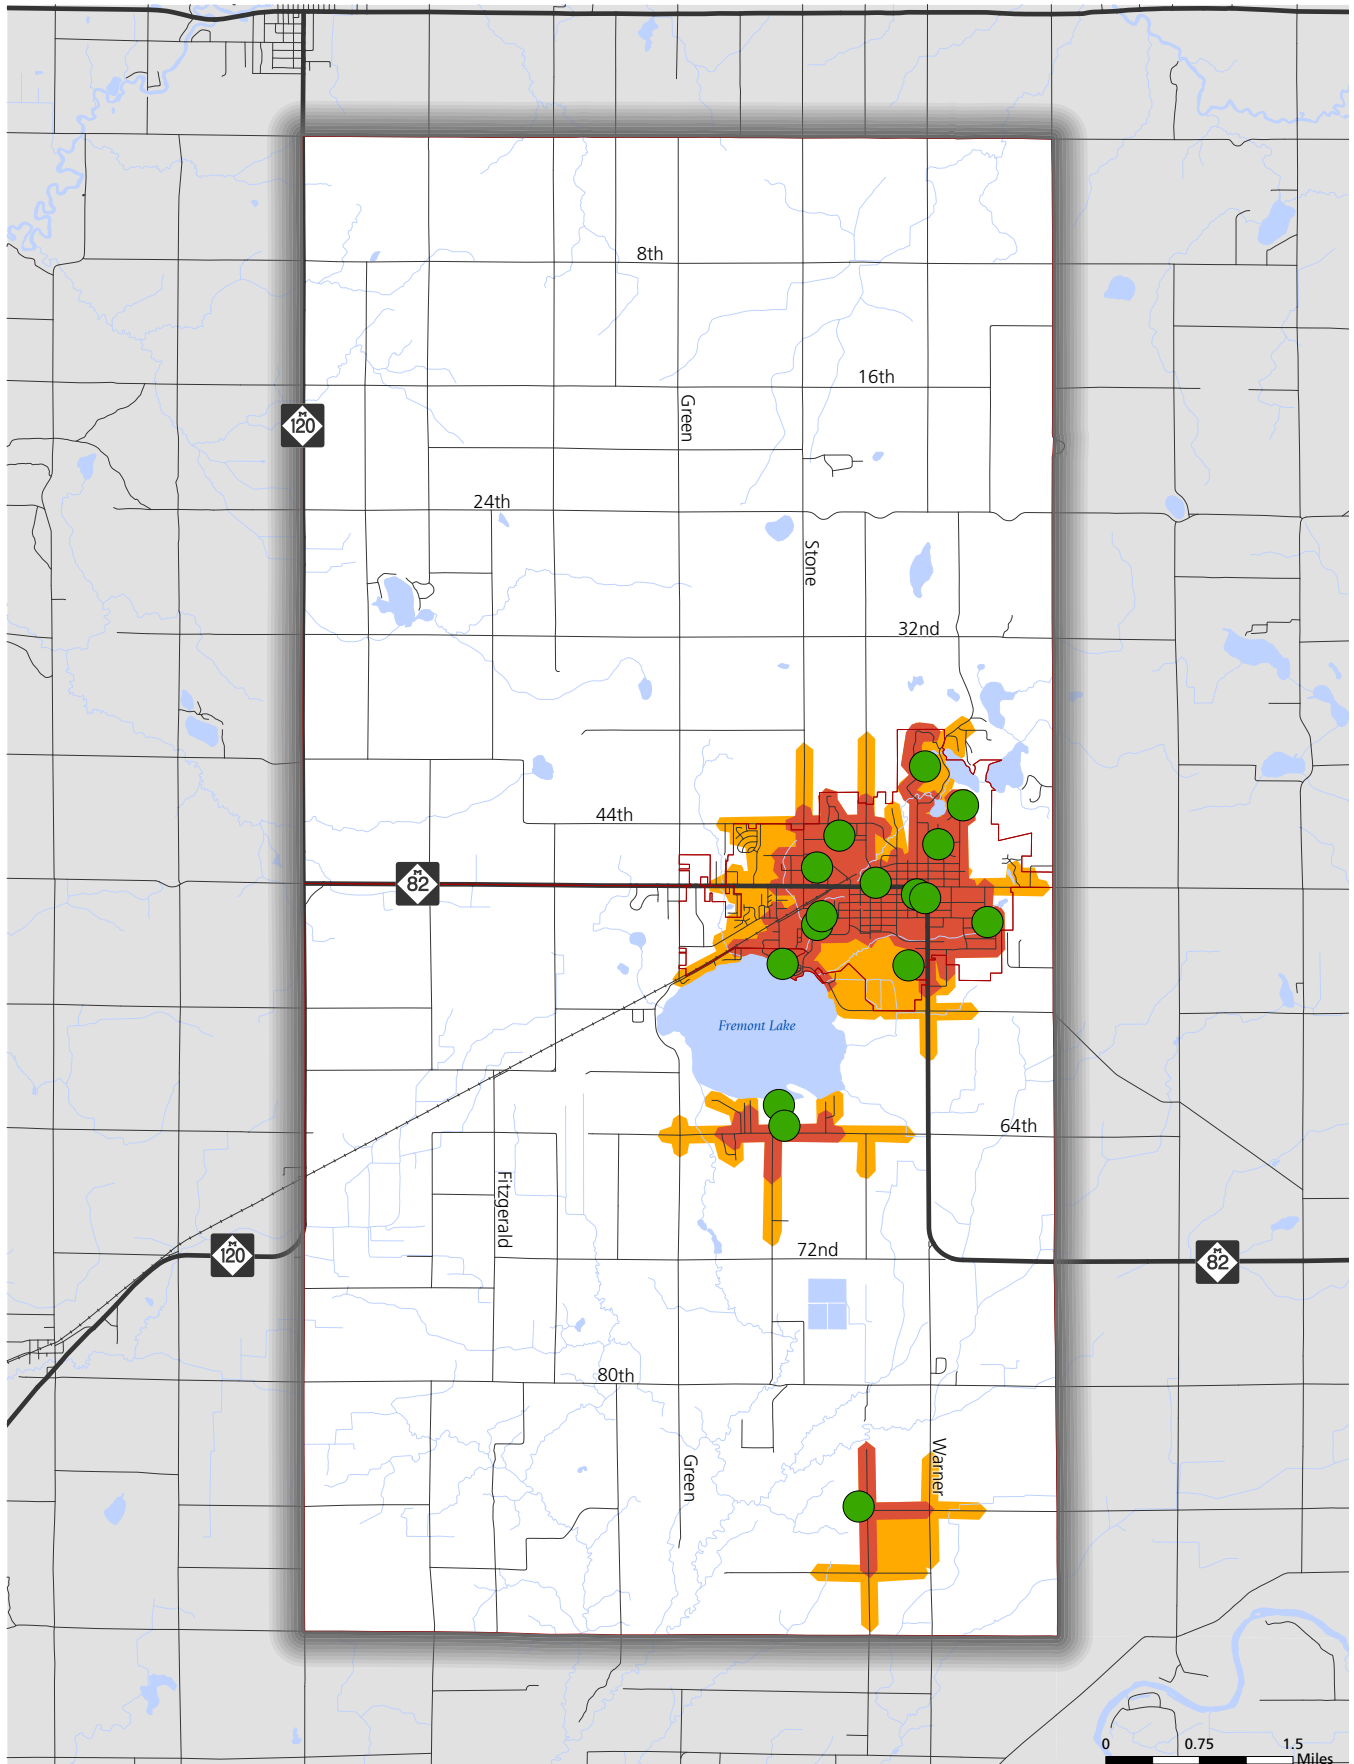 8th
16th
Green
M
120
24th
Stone
32nd
44th
M
82
Fremont Lake
64th
Fitzgerald
72nd
M
120
M
82
80th
Warner
Green
0 0.75 1.5
Miles